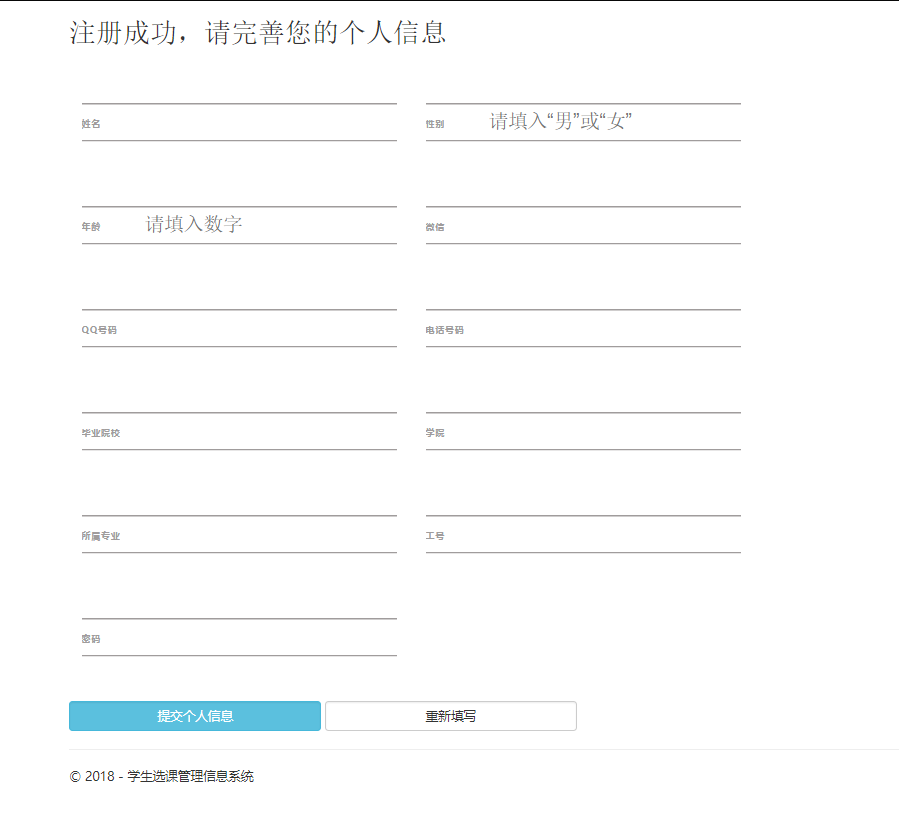 注册成功，请完善您的个人信息
姓名
性别 请填入“男”或“女”
年龄 请填入数字
微信
QQ号码
电话号码
毕业院校
学院
所属专业
工号
密码
提交个人信息
重新填写
© 2018 - 学生选课管理信息系统